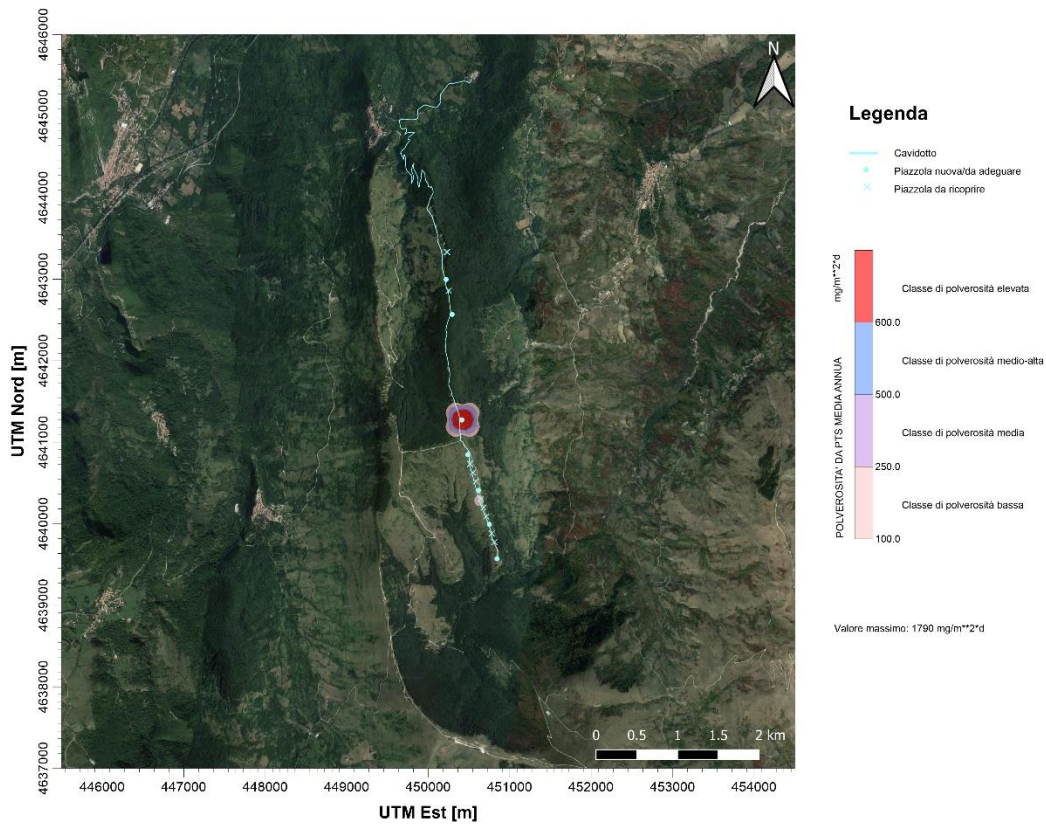 N
Legenda
Cavidotto
Piazzola nuova/da adeguare
Piazzola da ricoprire
mg/m**2*d
POLVEROSITA' DA PTS MEDIA ANNUA
Classe di polverosità elevata
600.0
Classe di polverosità medio-alta
500.0
Classe di polverosità media
250.0
Classe di polverosità bassa
100.0
Valore massimo: 1790 mg/m**2*d
UTM Nord [m]
4646000
4645000
4644000
4643000
4642000
4641000
4640000
4639000
4638000
4637000
0 0.5 1 1.5 2 km
446000 447000 448000 449000 450000 451000 452000 453000 454000
UTM Est [m]